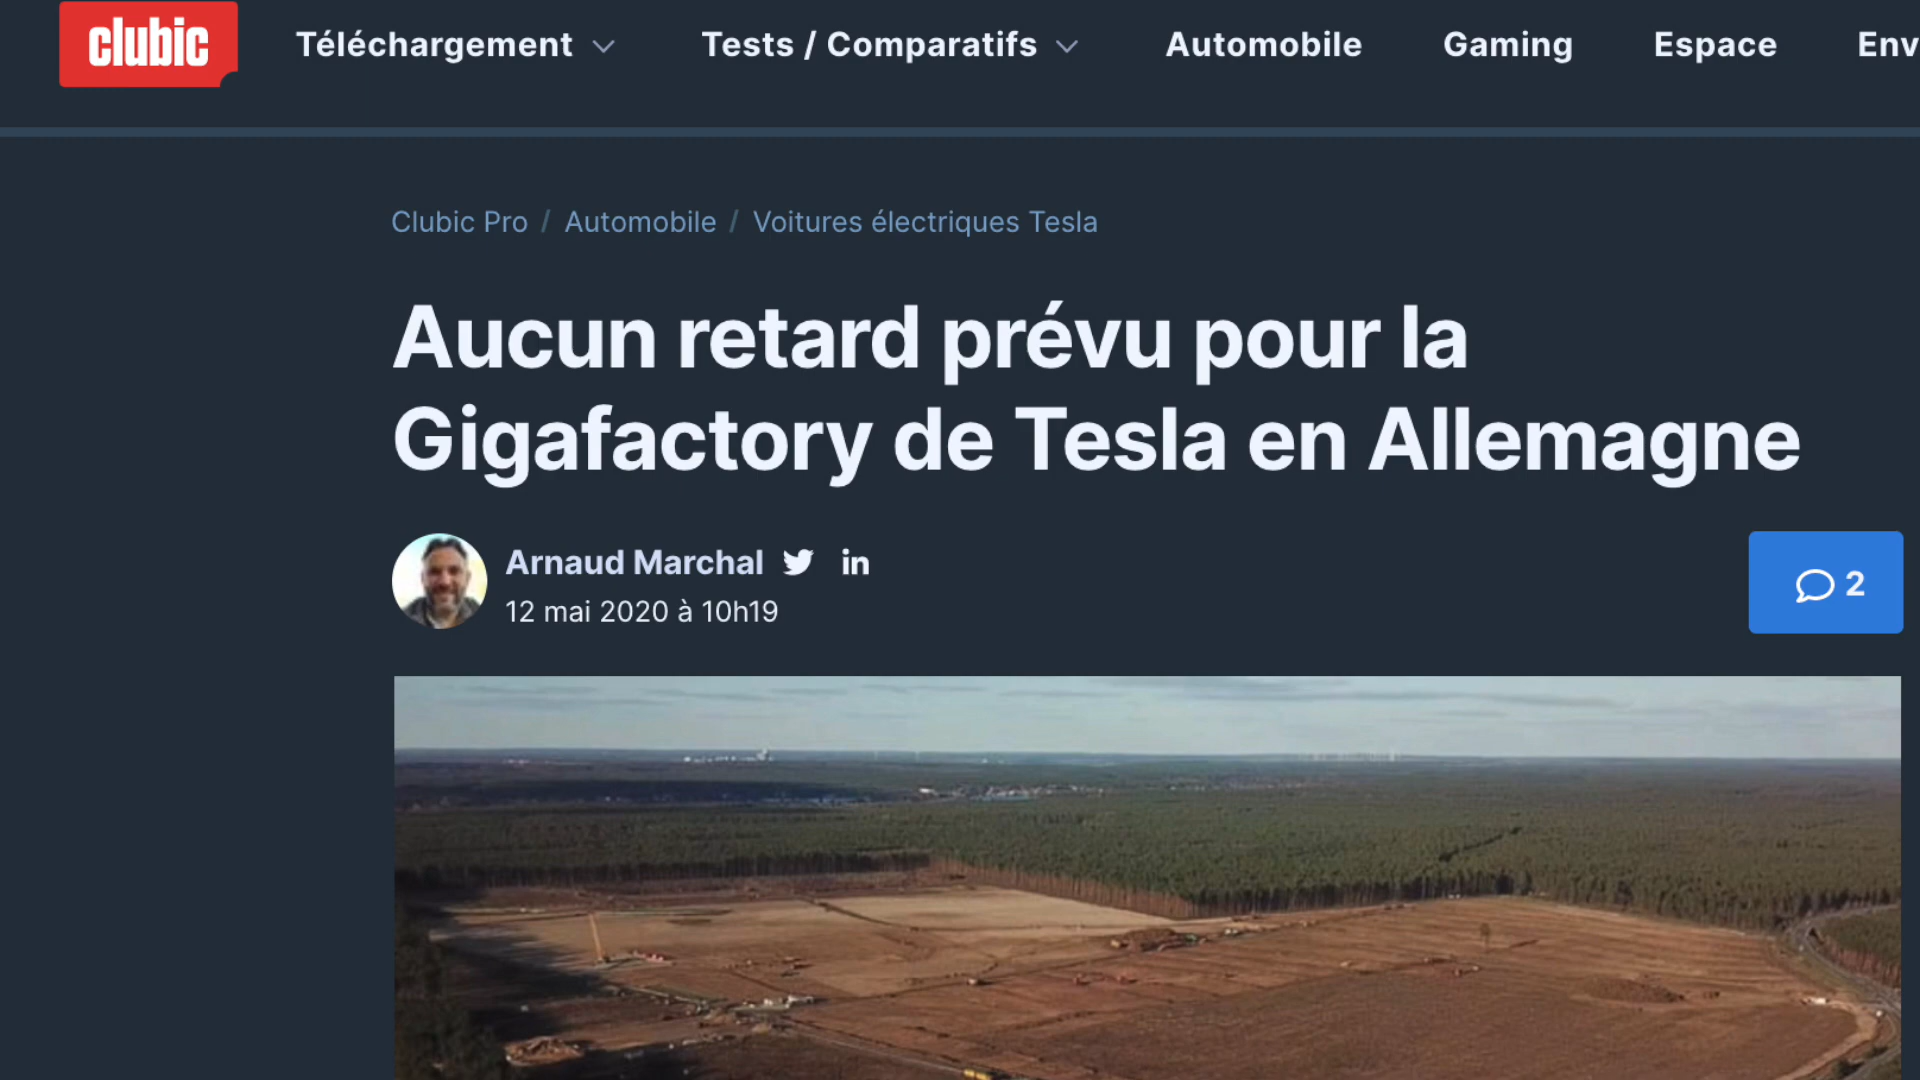 clubic
Téléchargement
Tests / Comparatifs
Automobile
Gaming
Espace
Env
Clubic Pro / Automobile / Voitures électriques Tesla
Aucun retard prévu pour la
Gigafactory de Tesla en Allemagne
Arnaud Marchal
12 mai 2020 à 10h19
2